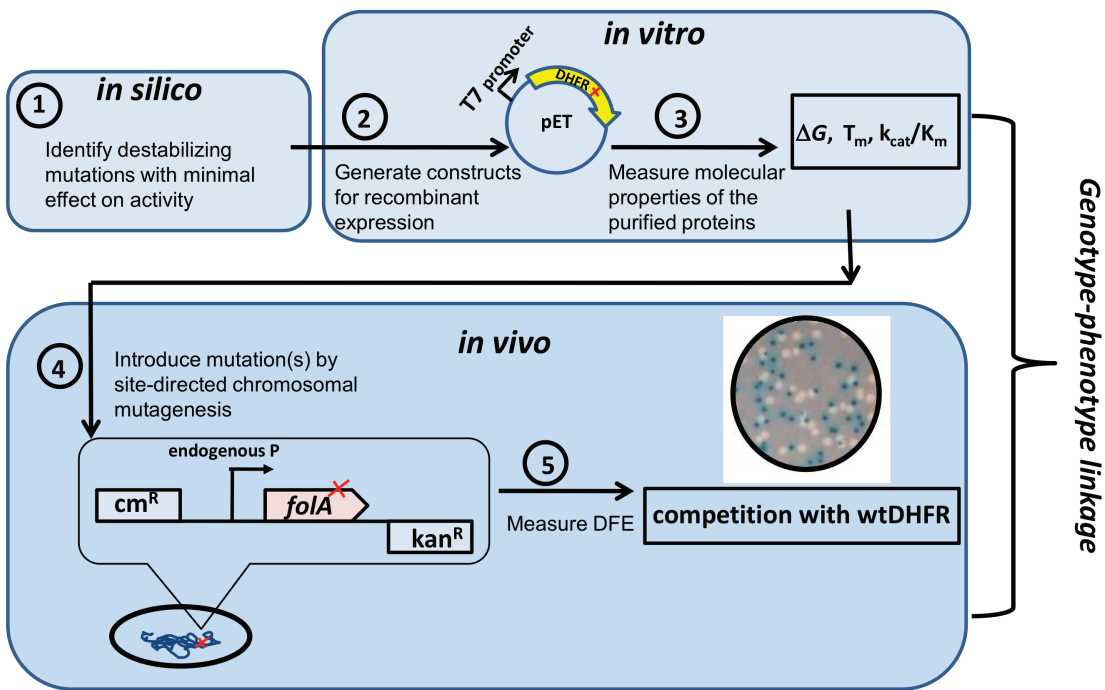 in silico
1
Identify destabilizing
mutations with minimal
effect on activity
in vitro
2
Generate constructs
for recombinant
expression
T7 promoter
DHFR
pET
3
Measure molecular
properties of the
purified proteins
ΔG, Tm, kcat/Km
Genotype-phenotype linkage
in vivo
4
Introduce mutation(s) by
site-directed chromosomal
mutagenesis
endogenous P
cmR
folA
kanR
5
Measure DFE
competition with wtDHFR